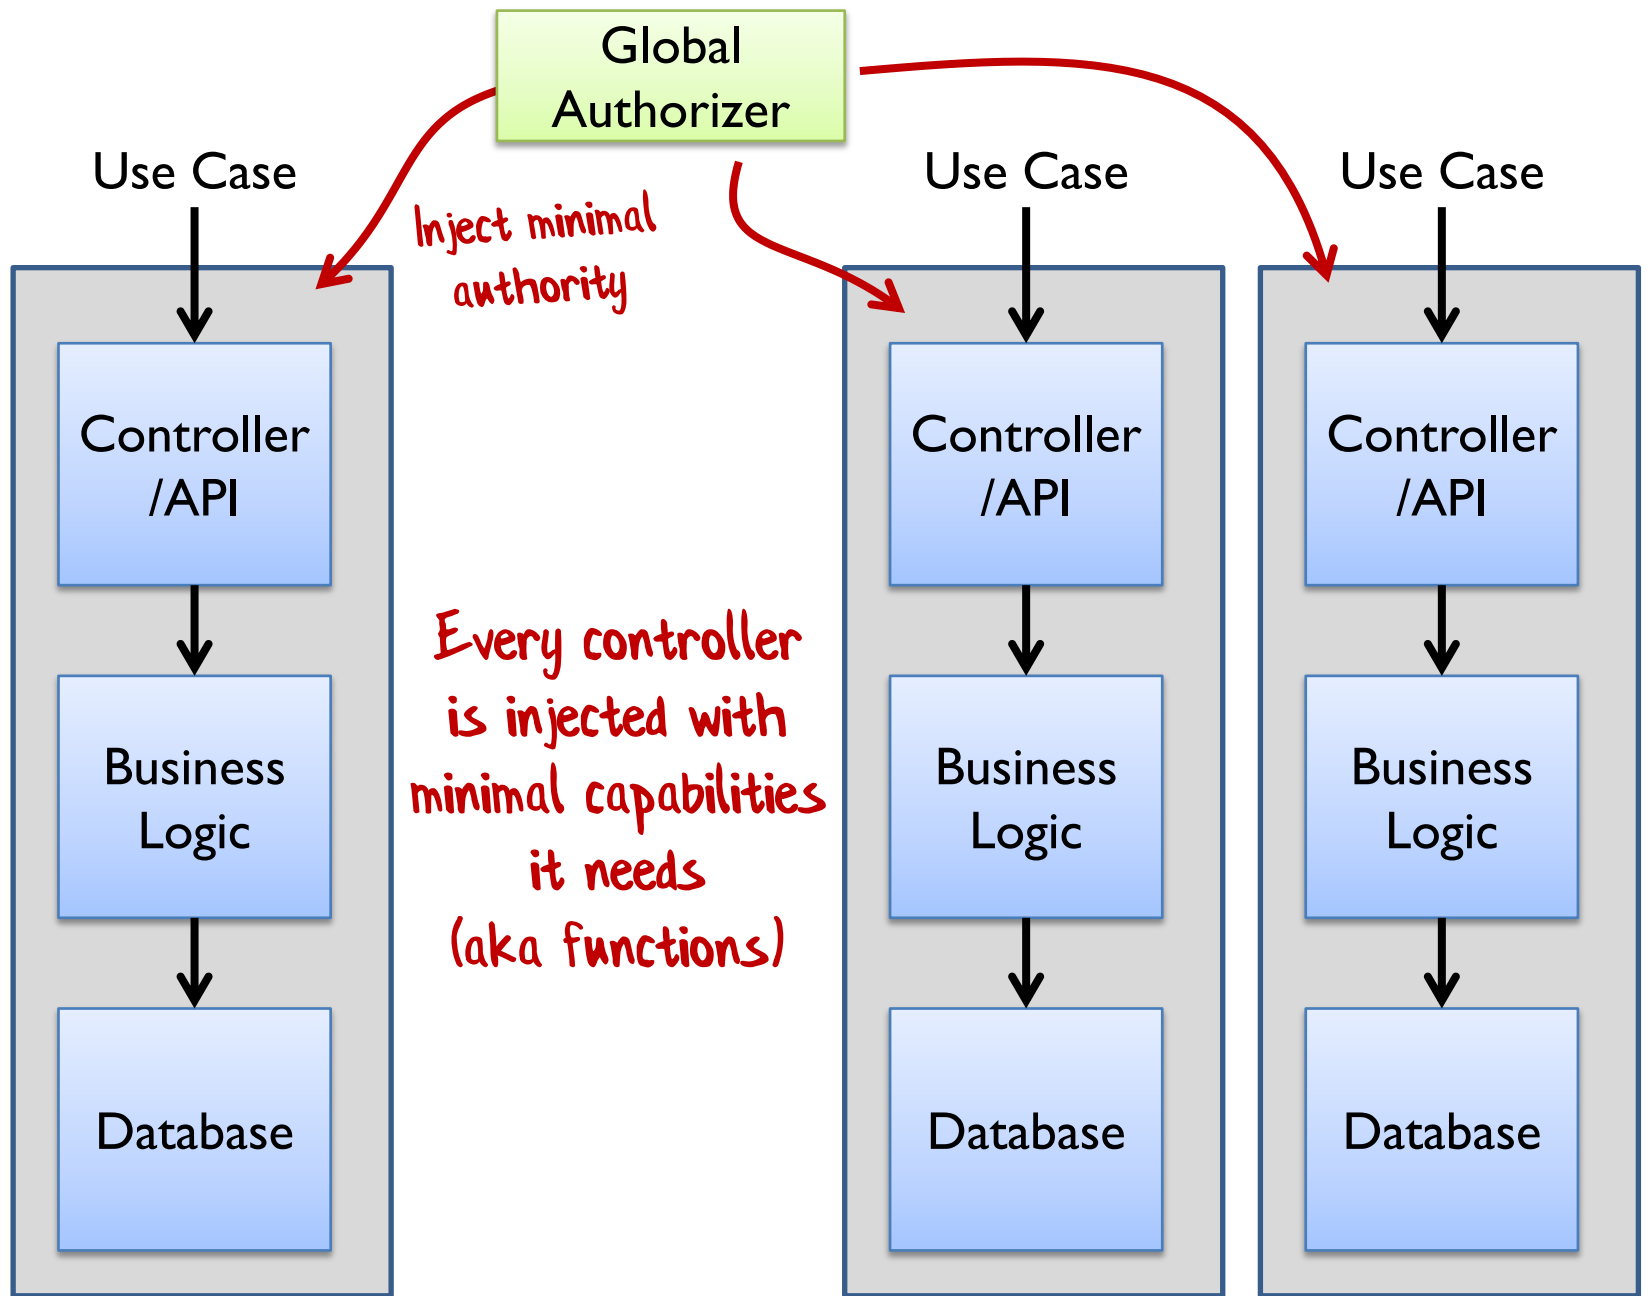 Global
Authorizer
Use Case
Use Case
Use Case
Inject minimal
authority
Controller
/API
Controller
/API
Controller
/API
Every controller
is injected with
minimal capabilities
it needs
(aka functions)
Business
Logic
Business
Logic
Business
Logic
Database
Database
Database